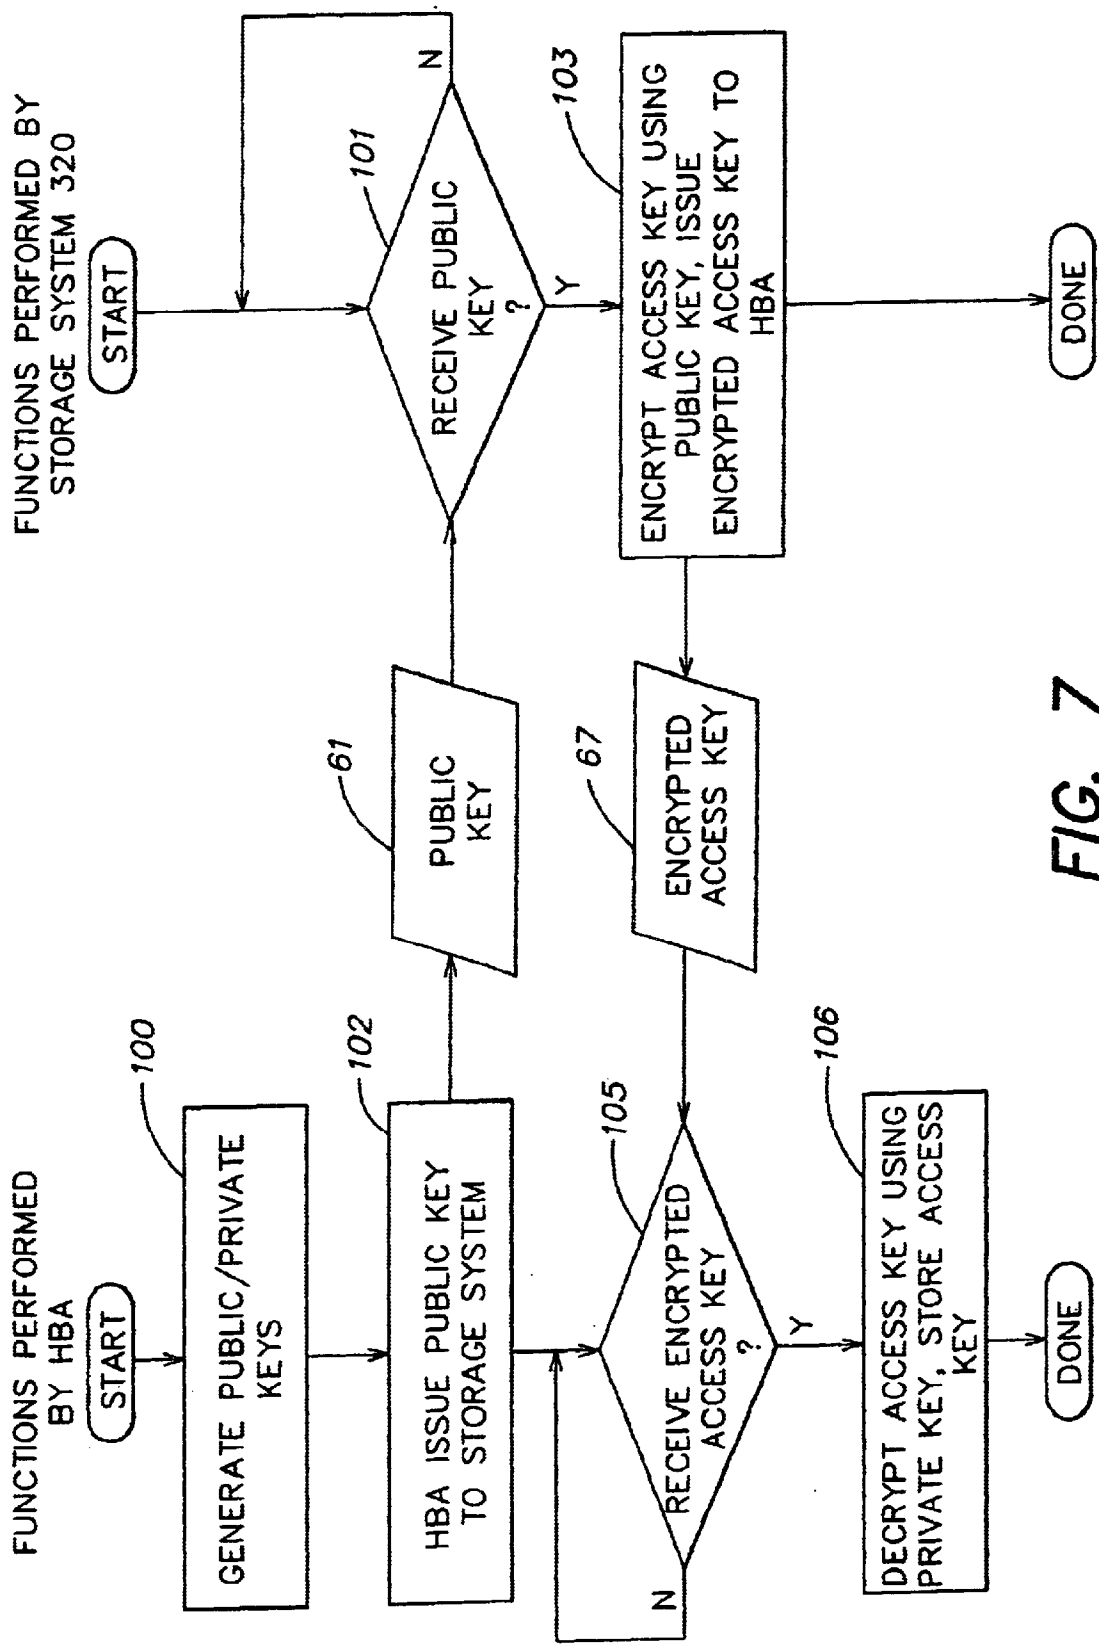 FUNCTIONS PERFORMED
BY HBA
START
100
GENERATE PUBLIC/PRIVATE
KEYS
102
HBA ISSUE PUBLIC KEY
TO STORAGE SYSTEM
61
PUBLIC
KEY
FUNCTIONS PERFORMED BY
STORAGE SYSTEM 320
START
101
RECEIVE PUBLIC
KEY
?
N
Y
103
ENCRYPT ACCESS KEY USING
PUBLIC KEY, ISSUE
ENCRYPTED ACCESS KEY TO
HBA
DONE
67
ENCRYPTED
ACCESS KEY
105
RECEIVE ENCRYPTED
ACCESS KEY
?
N
Y
106
DECRYPT ACCESS KEY USING
PRIVATE KEY, STORE ACCESS
KEY
DONE
FIG. 7